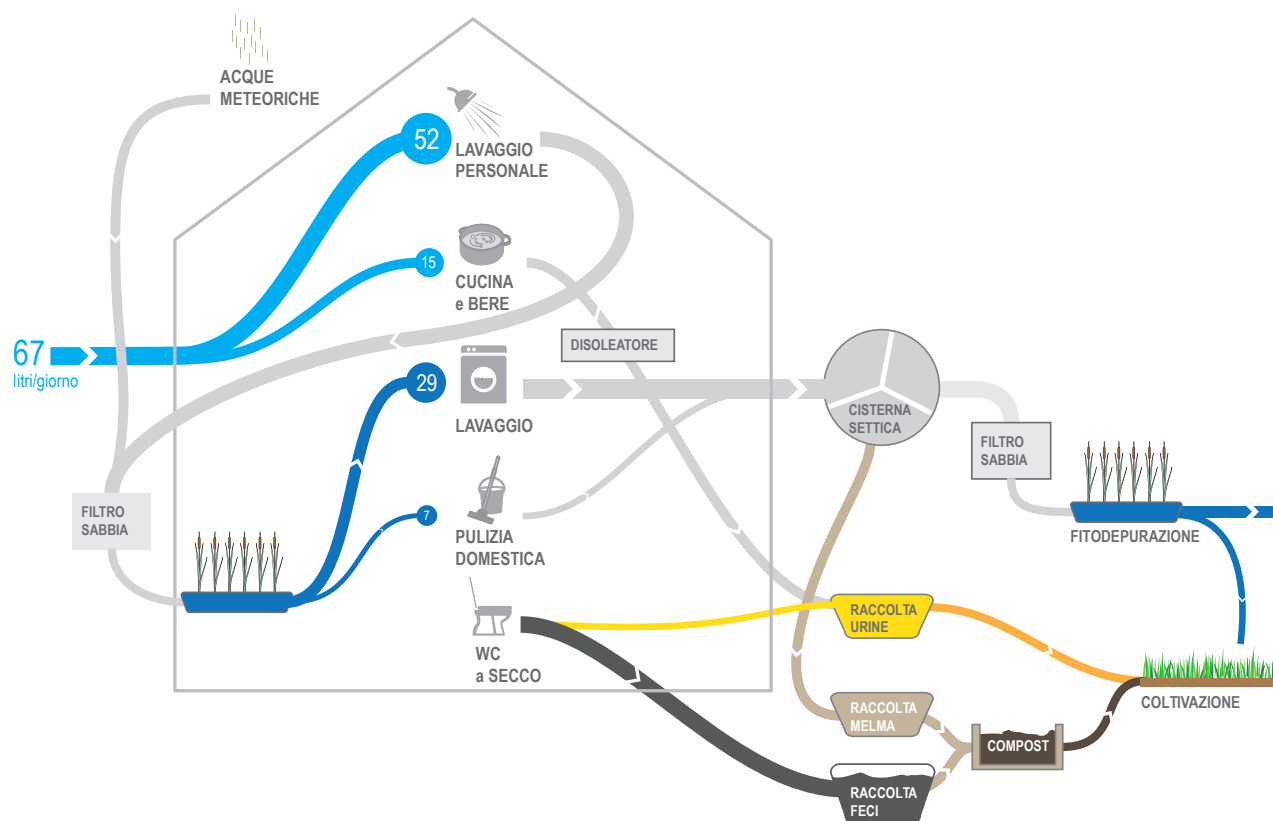 ACQUE
METEORICHE
52
LAVAGGIO
PERSONALE
15
CUCINA
e BERE
67
litri/giorno
DISOLEATORE
29
LAVAGGIO
CISTERNA
SETTICA
FILTRO
SABBIA
FILTRO
SABBIA
7
PULIZIA
DOMESTICA
FITODEPURAZIONE
WC
a SECCO
RACCOLTA
URINE
COLTIVAZIONE
RACCOLTA
MELMA
COMPOST
RACCOLTA
FECI